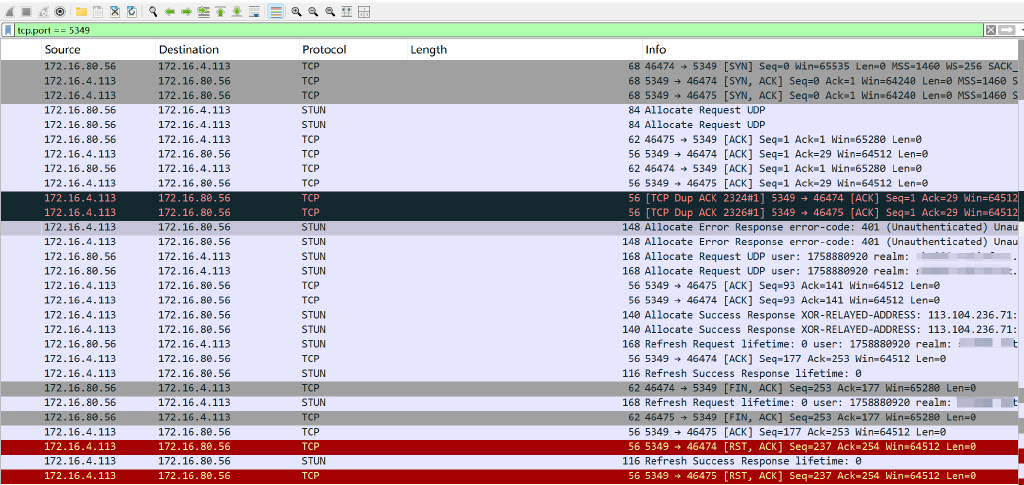 tcp.port == 5349
Source Destination Protocol Length Info
172.16.80.56 172.16.4.113 TCP 68 46474 → 5349 [SYN] Seq=0 Win=65535 Len=0 MSS=1460 WS=256 SACK_
172.16.4.113 172.16.80.56 TCP 68 5349 → 46474 [SYN, ACK] Seq=0 Ack=1 Win=64240 Len=0 MSS=1460 S
172.16.4.113 172.16.80.56 TCP 68 5349 → 46475 [SYN, ACK] Seq=0 Ack=1 Win=64240 Len=0 MSS=1460 S
172.16.80.56 172.16.4.113 STUN 84 Allocate Request UDP
172.16.80.56 172.16.4.113 STUN 84 Allocate Request UDP
172.16.80.56 172.16.4.113 TCP 62 46475 → 5349 [ACK] Seq=1 Ack=1 Win=65280 Len=0
172.16.4.113 172.16.80.56 TCP 56 5349 → 46474 [ACK] Seq=1 Ack=29 Win=64512 Len=0
172.16.80.56 172.16.4.113 TCP 62 46474 → 5349 [ACK] Seq=1 Ack=1 Win=65280 Len=0
172.16.4.113 172.16.80.56 TCP 56 5349 → 46475 [ACK] Seq=1 Ack=29 Win=64512 Len=0
172.16.4.113 172.16.80.56 TCP 56 [TCP Dup ACK 2324#1] 5349 → 46474 [ACK] Seq=1 Ack=29 Win=64512
172.16.4.113 172.16.80.56 TCP 56 [TCP Dup ACK 2326#1] 5349 → 46475 [ACK] Seq=1 Ack=29 Win=64512
172.16.4.113 172.16.80.56 STUN 148 Allocate Error Response error-code: 401 (Unauthenticated) Unau
172.16.4.113 172.16.80.56 STUN 148 Allocate Error Response error-code: 401 (Unauthenticated) Unau
172.16.80.56 172.16.4.113 STUN 168 Allocate Request UDP user: 1758880920 realm:
172.16.80.56 172.16.4.113 STUN 168 Allocate Request UDP user: 1758880920 realm:
172.16.4.113 172.16.80.56 TCP 56 5349 → 46475 [ACK] Seq=93 Ack=141 Win=64512 Len=0
172.16.4.113 172.16.80.56 TCP 56 5349 → 46474 [ACK] Seq=93 Ack=141 Win=64512 Len=0
172.16.4.113 172.16.80.56 STUN 140 Allocate Success Response XOR-RELAYED-ADDRESS: 113.104.236.71:
172.16.4.113 172.16.80.56 STUN 140 Allocate Success Response XOR-RELAYED-ADDRESS: 113.104.236.71:
172.16.80.56 172.16.4.113 STUN 168 Refresh Request lifetime: 0 user: 1758880920 realm:
172.16.4.113 172.16.80.56 TCP 56 5349 → 46474 [ACK] Seq=177 Ack=253 Win=64512 Len=0
172.16.4.113 172.16.80.56 STUN 116 Refresh Success Response lifetime: 0
172.16.80.56 172.16.4.113 TCP 62 46474 → 5349 [FIN, ACK] Seq=253 Ack=177 Win=65280 Len=0
172.16.80.56 172.16.4.113 STUN 168 Refresh Request lifetime: 0 user: 1758880920 realm:
172.16.80.56 172.16.4.113 TCP 62 46475 → 5349 [FIN, ACK] Seq=253 Ack=177 Win=65280 Len=0
172.16.4.113 172.16.80.56 TCP 56 5349 → 46475 [ACK] Seq=177 Ack=253 Win=64512 Len=0
172.16.4.113 172.16.80.56 TCP 56 5349 → 46474 [RST, ACK] Seq=237 Ack=254 Win=64512 Len=0
172.16.4.113 172.16.80.56 STUN 116 Refresh Success Response lifetime: 0
172.16.4.113 172.16.80.56 TCP 56 5349 → 46475 [RST, ACK] Seq=237 Ack=254 Win=64512 Len=0